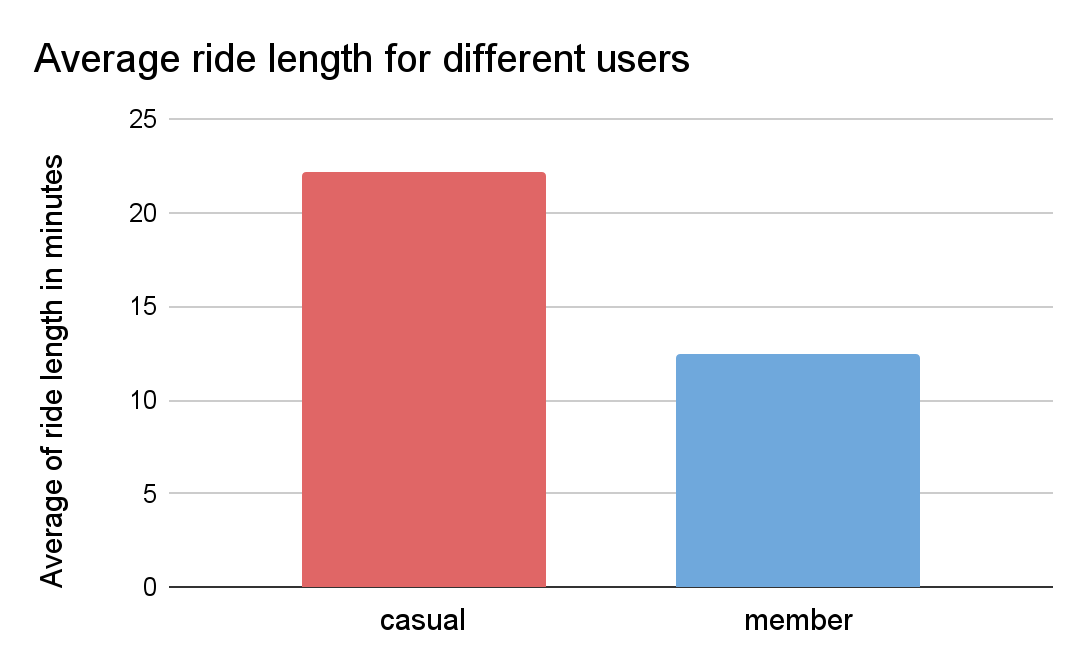 Average ride length for different users
Average of ride length in minutes
25
20
15
10
5
0
casual
member